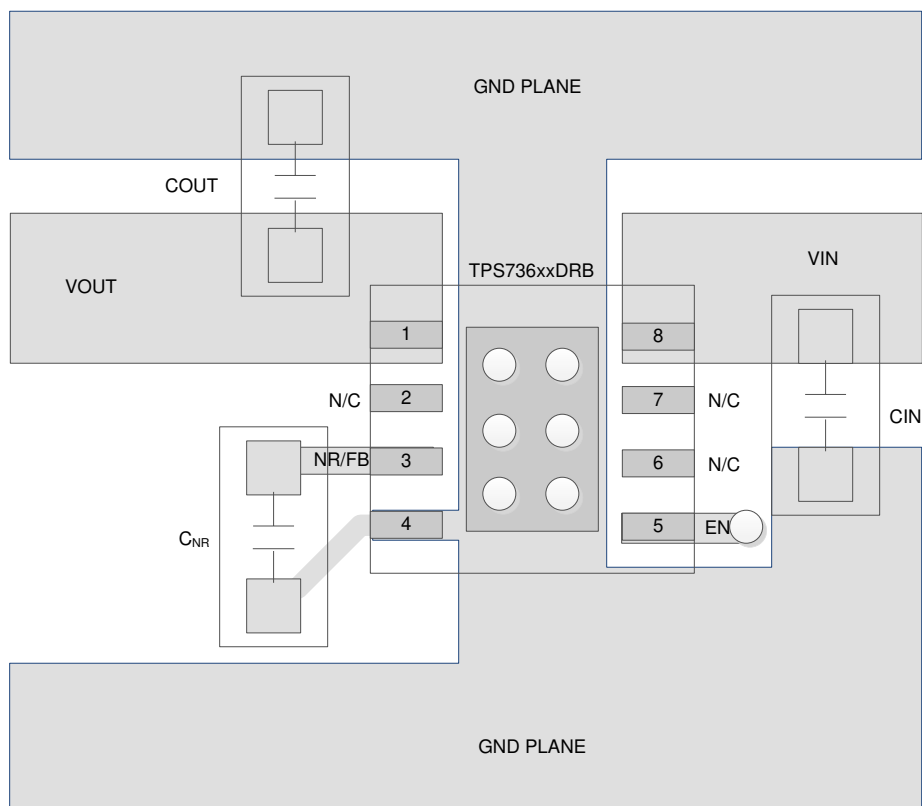 GND PLANE
COUT
TPS736xxDRB
VIN
VOUT
1
8
N/C
2
7
N/C
CIN
NR/FB
3
6
N/C
4
5
EN
CNR
GND PLANE